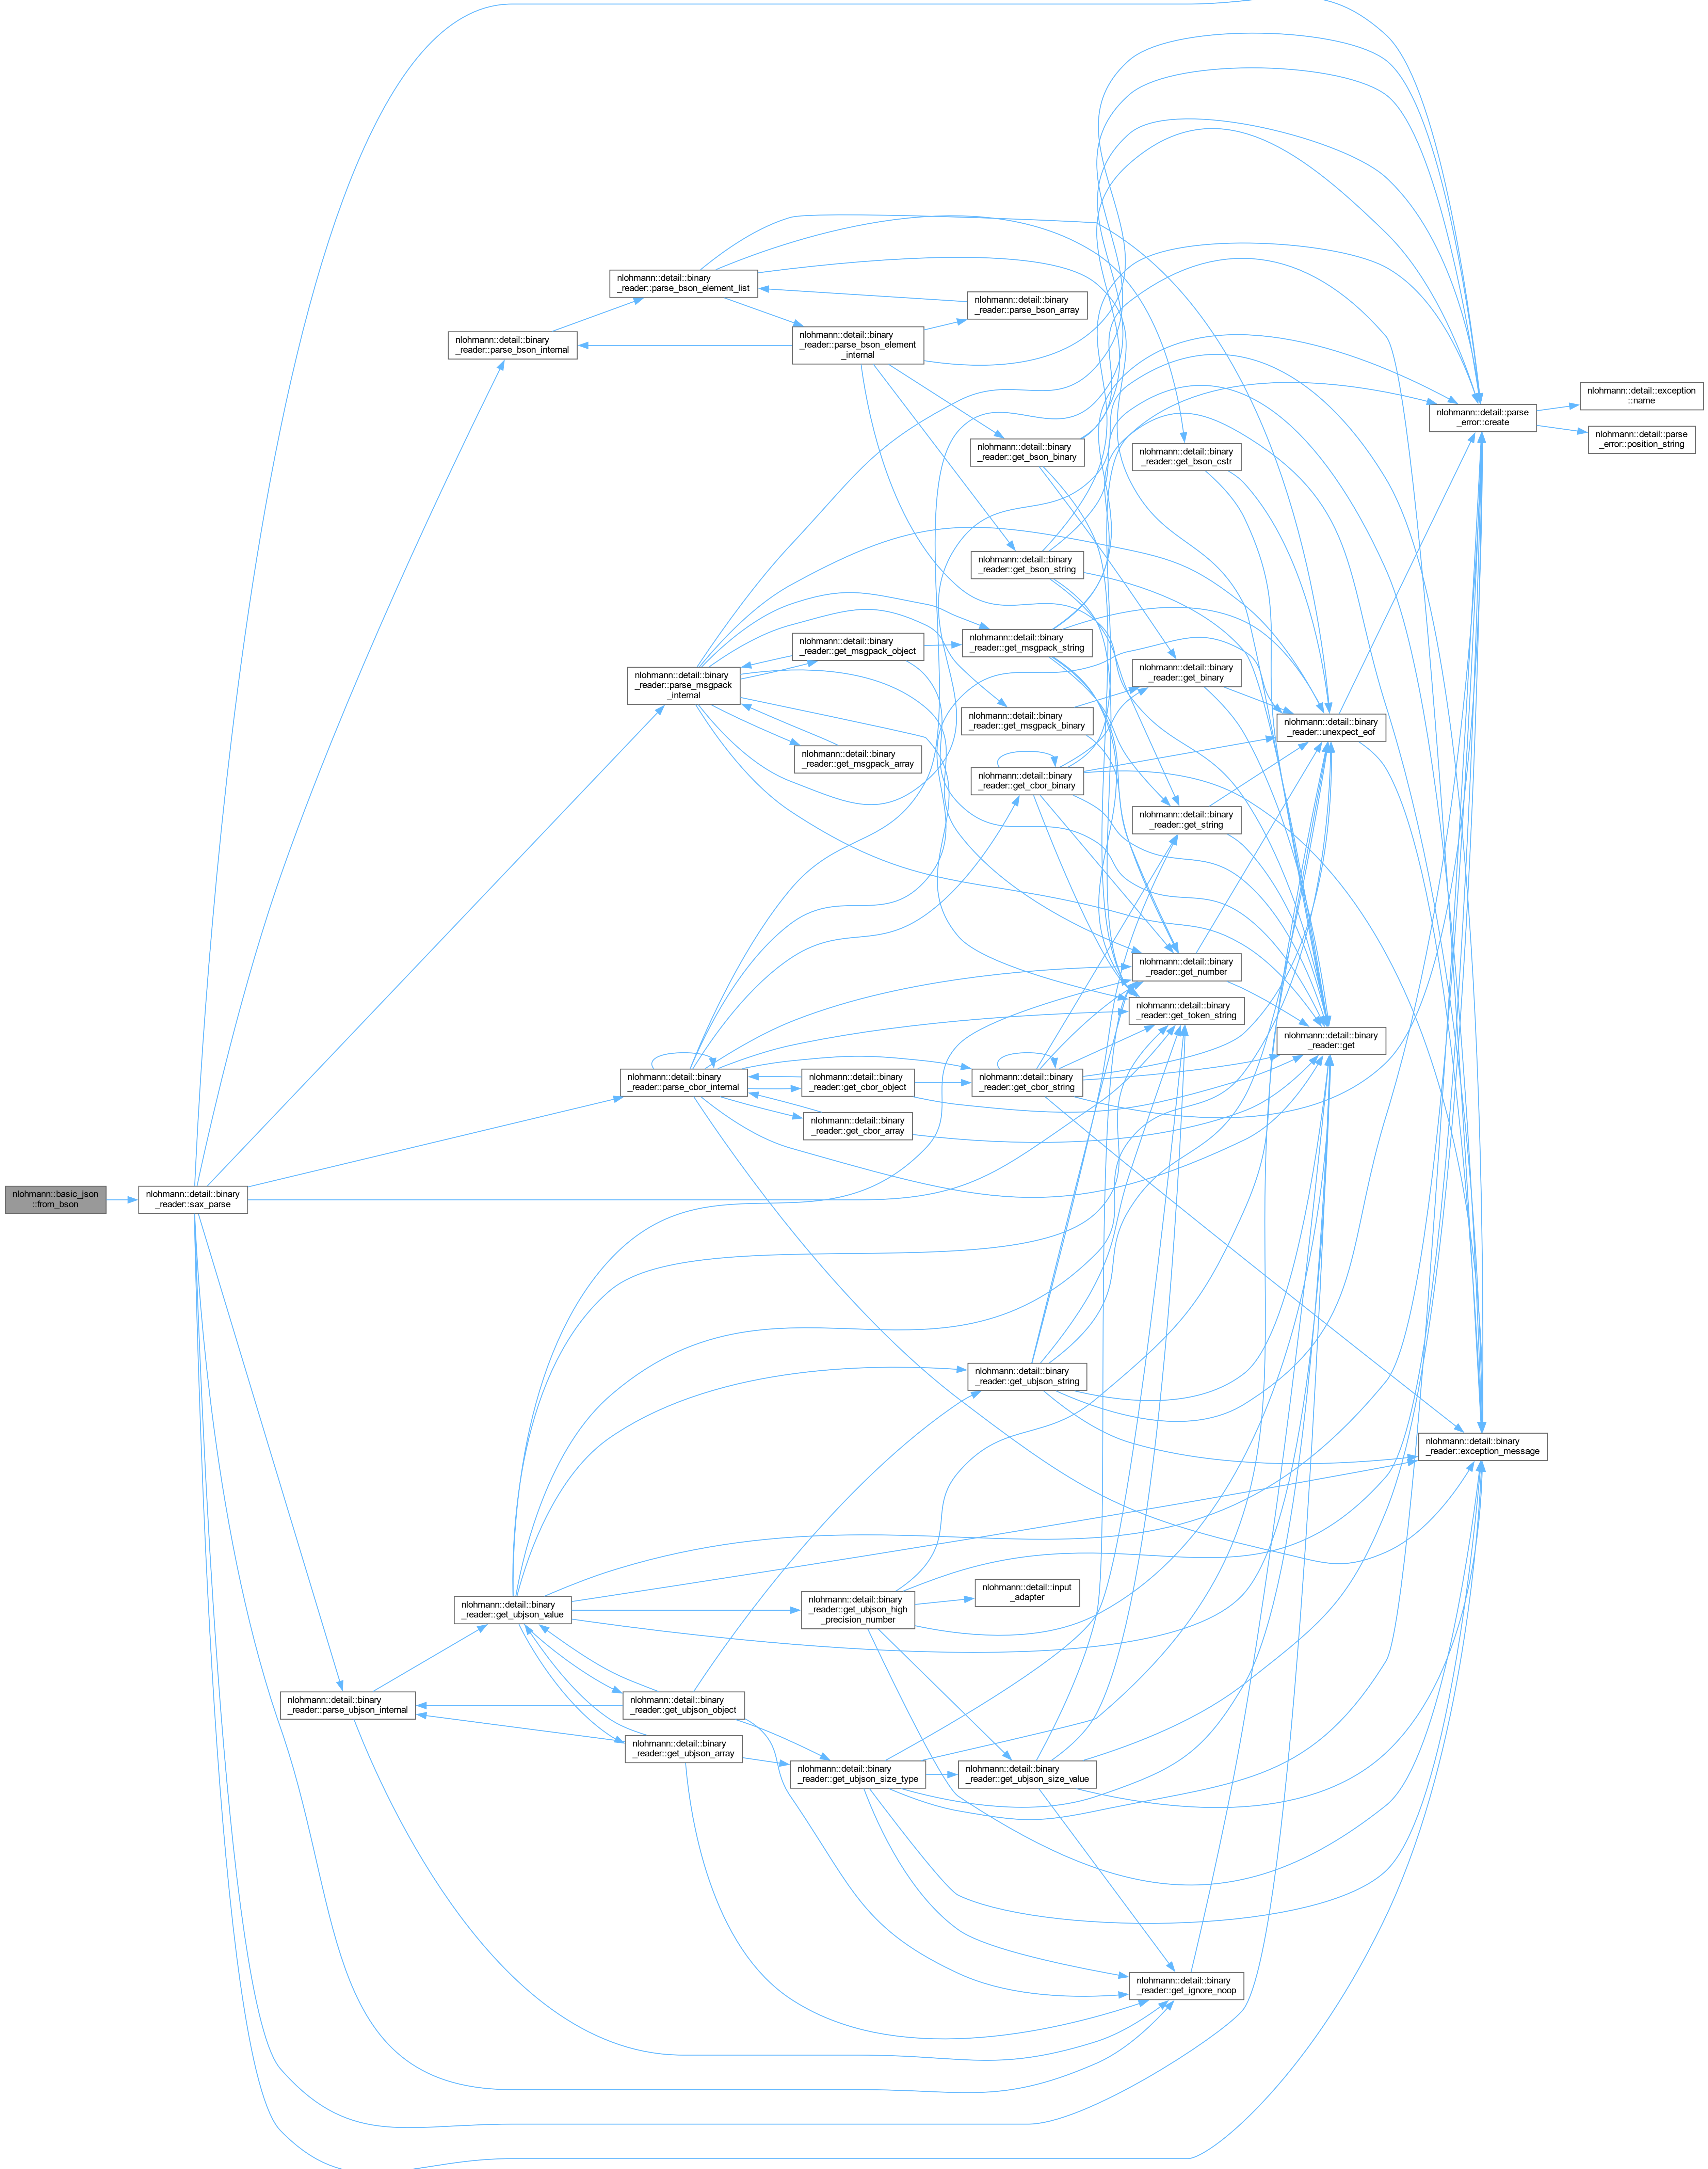 nlohmann::detail::binary
_reader::parse_bson_element_list
nlohmann::detail::binary
_reader::parse_bson_array
nlohmann::detail::binary
_reader::parse_bson_internal
nlohmann::detail::binary
_reader::parse_bson_element
_internal
nlohmann::detail::exception
::name
nlohmann::detail::parse
_error::create
nlohmann::detail::parse
_error::position_string
nlohmann::detail::binary
_reader::get_bson_binary
nlohmann::detail::binary
_reader::get_bson_cstr
nlohmann::detail::binary
_reader::get_bson_string
nlohmann::detail::binary
_reader::get_msgpack_object
nlohmann::detail::binary
_reader::get_msgpack_string
nlohmann::detail::binary
_reader::get_binary
nlohmann::detail::binary
_reader::parse_msgpack
_internal
nlohmann::detail::binary
_reader::get_msgpack_binary
nlohmann::detail::binary
_reader::unexpect_eof
nlohmann::detail::binary
_reader::get_msgpack_array
nlohmann::detail::binary
_reader::get_cbor_binary
nlohmann::detail::binary
_reader::get_string
nlohmann::detail::binary
_reader::get_number
nlohmann::detail::binary
_reader::get_token_string
nlohmann::detail::binary
_reader::get
nlohmann::detail::binary
_reader::parse_cbor_internal
nlohmann::detail::binary
_reader::get_cbor_object
nlohmann::detail::binary
_reader::get_cbor_string
nlohmann::detail::binary
_reader::get_cbor_array
nlohmann::basic_json
::from_bson
nlohmann::detail::binary
_reader::sax_parse
nlohmann::detail::binary
_reader::get_ubjson_string
nlohmann::detail::binary
_reader::exception_message
nlohmann::detail::binary
_reader::get_ubjson_value
nlohmann::detail::binary
_reader::get_ubjson_high
_precision_number
nlohmann::detail::input
_adapter
nlohmann::detail::binary
_reader::parse_ubjson_internal
nlohmann::detail::binary
_reader::get_ubjson_object
nlohmann::detail::binary
_reader::get_ubjson_array
nlohmann::detail::binary
_reader::get_ubjson_size_type
nlohmann::detail::binary
_reader::get_ubjson_size_value
nlohmann::detail::binary
_reader::get_ignore_noop